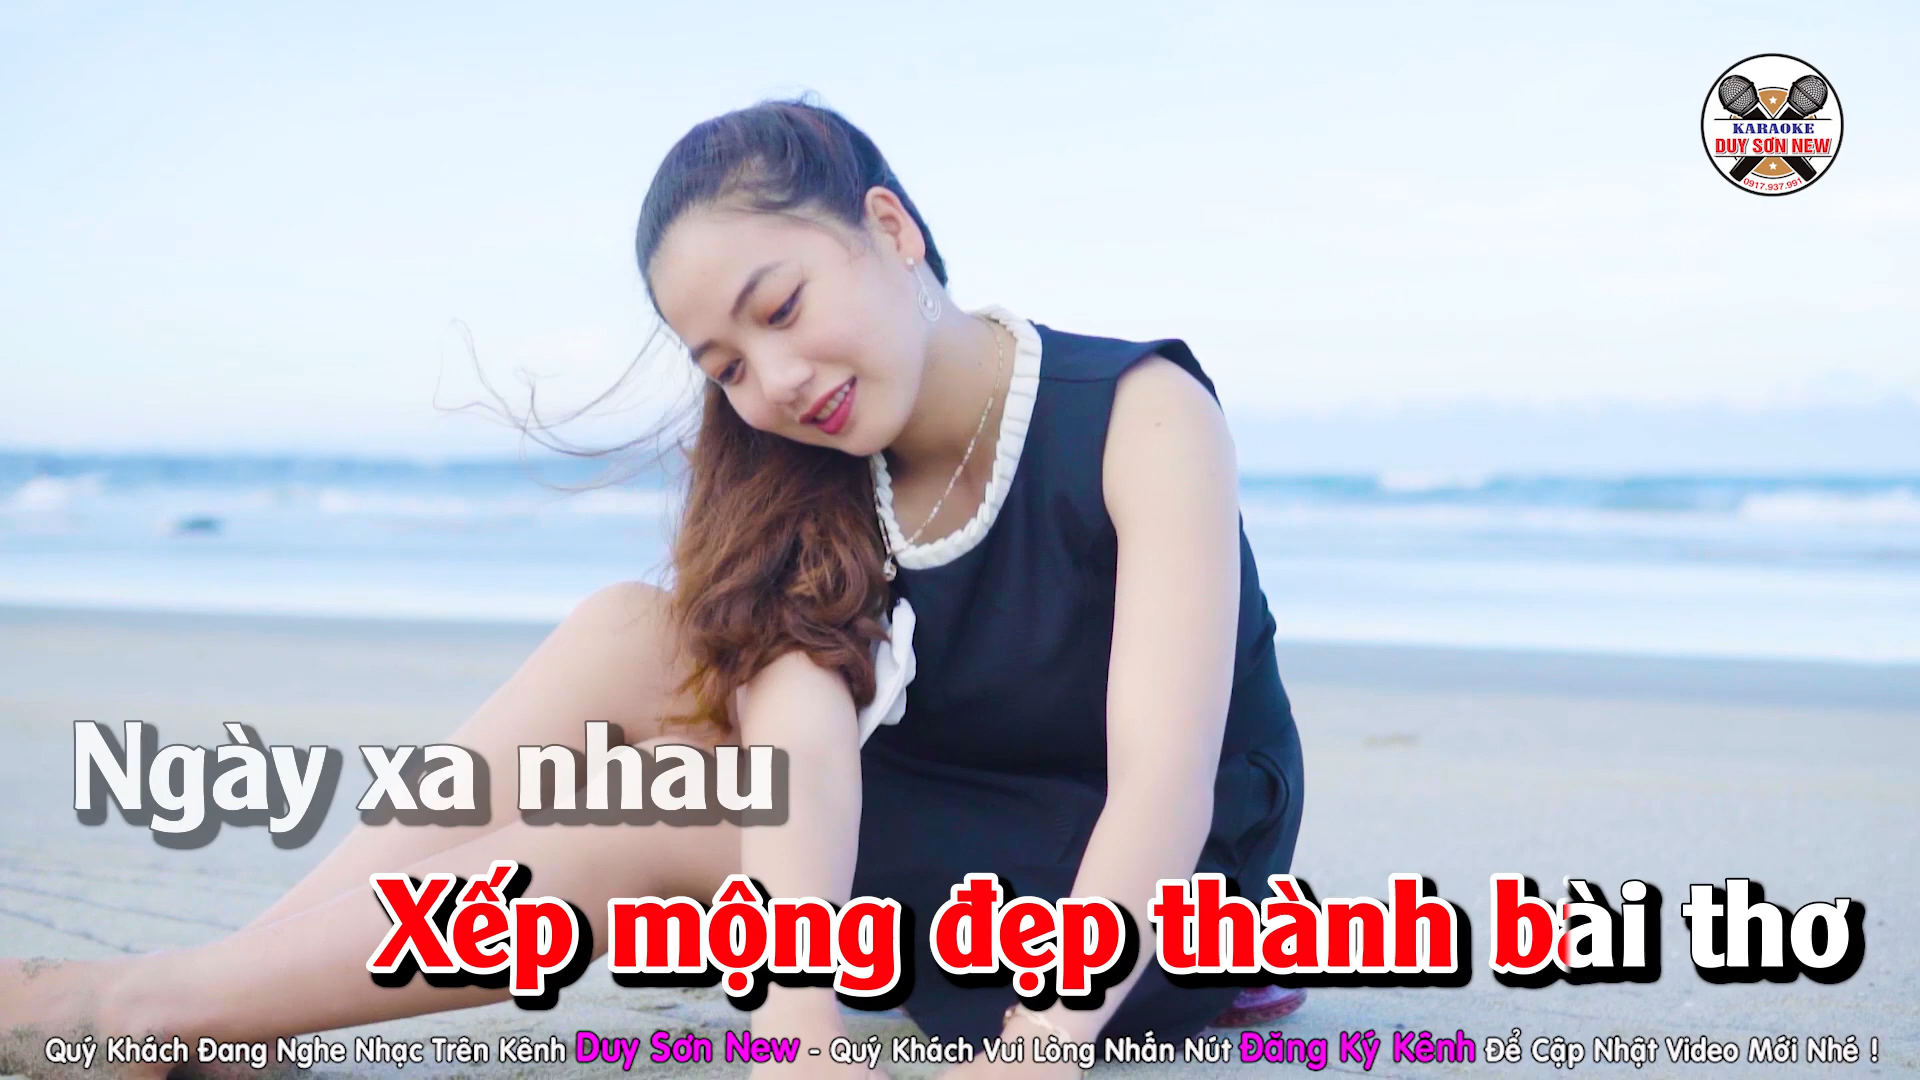 KARAOKE
DUY SƠN NEW
0917.937.991
Ngày xa nhau
Xếp mộng đẹp thành bài thơ
Quý Khách Đang Nghe Nhạc Trên Kênh Duy Sơn New - Quý Khách Vui Lòng Nhấn Nút Đăng Ký Kênh Để Cập Nhật Video Mới Nhé !